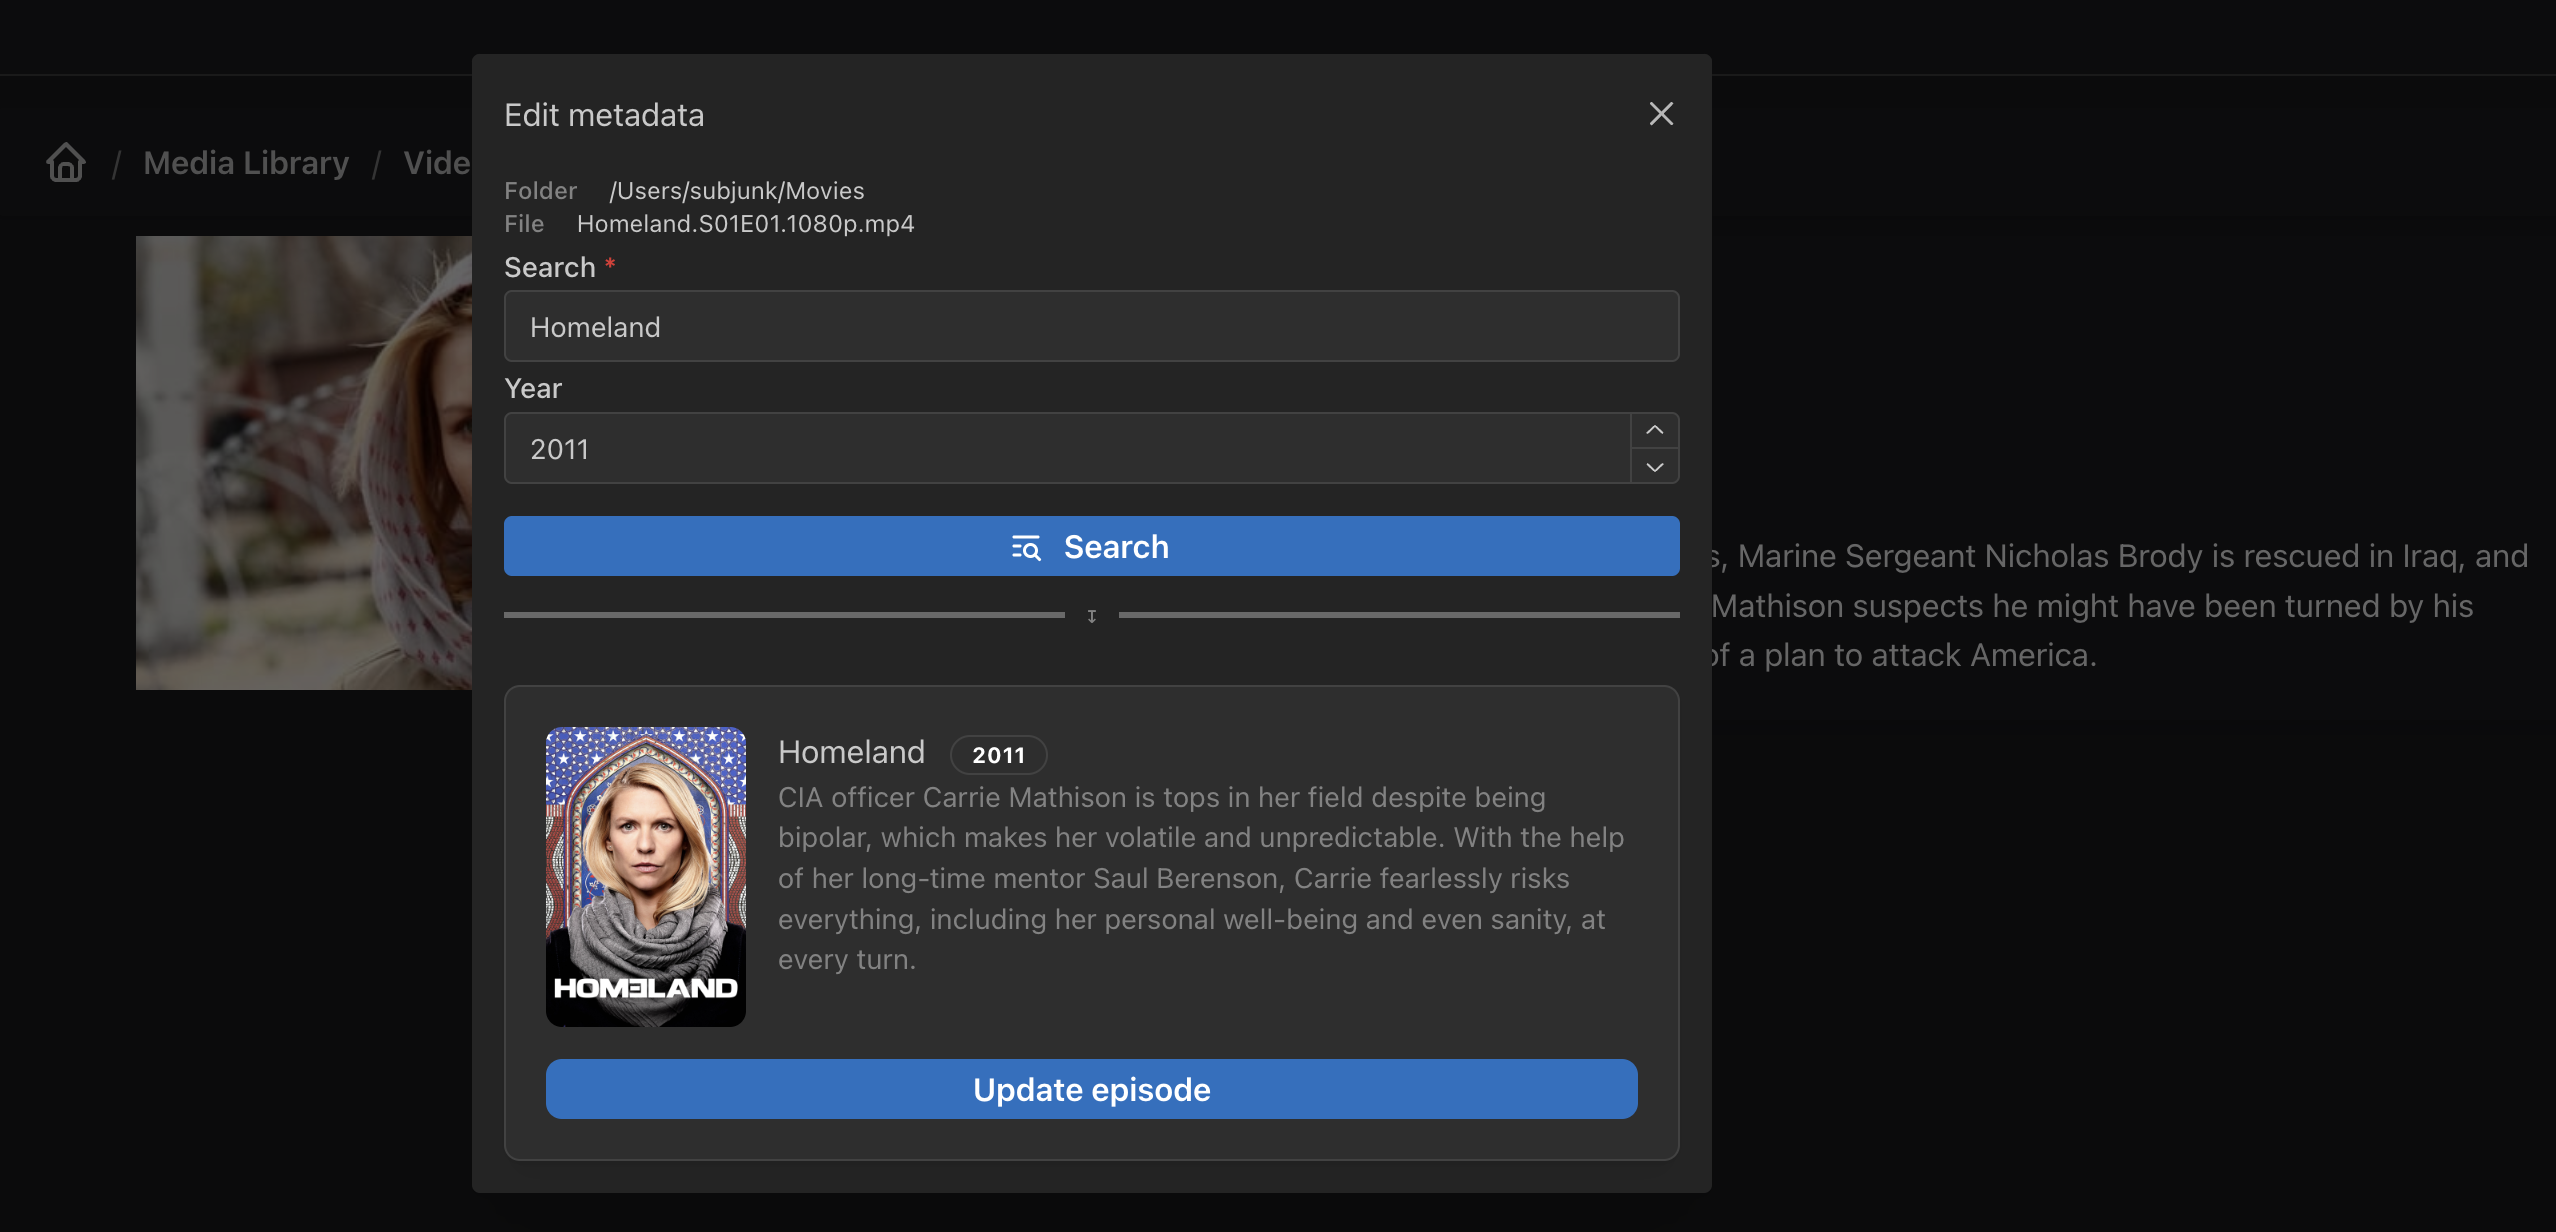 Edit metadata
/ Media Library / Vide
Folder /Users/subjunk/Movies
File Homeland.S01E01.1080p.mp4
Search *
Homeland
Year
2011
Search
s, Marine Sergeant Nicholas Brody is rescued in Iraq, and
Mathison suspects he might have been turned by his
of a plan to attack America.
Homeland 2011
CIA officer Carrie Mathison is tops in her field despite being
bipolar, which makes her volatile and unpredictable. With the help
of her long-time mentor Saul Berenson, Carrie fearlessly risks
everything, including her personal well-being and even sanity, at
every turn.
HOMELAND
Update episode